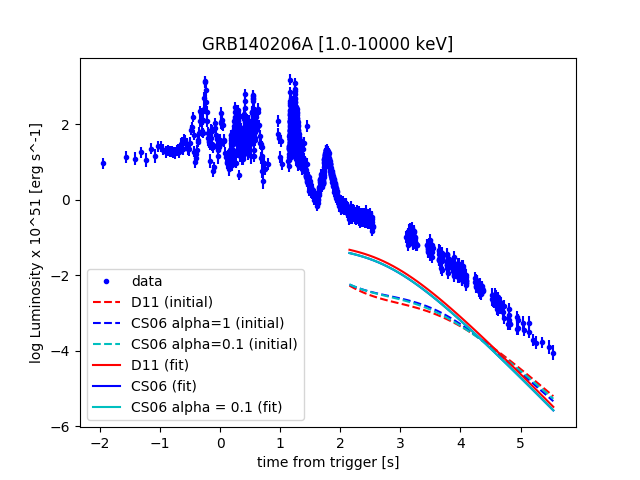 GRB140206A [1.0-10000 keV]
log Luminosity x 10^51 [erg s^-1]
2
0
−2
−4
−6
data
D11 (initial)
CS06 alpha=1 (initial)
CS06 alpha=0.1 (initial)
D11 (fit)
CS06 (fit)
CS06 alpha = 0.1 (fit)
−2 −1 0 1 2 3 4 5
time from trigger [s]